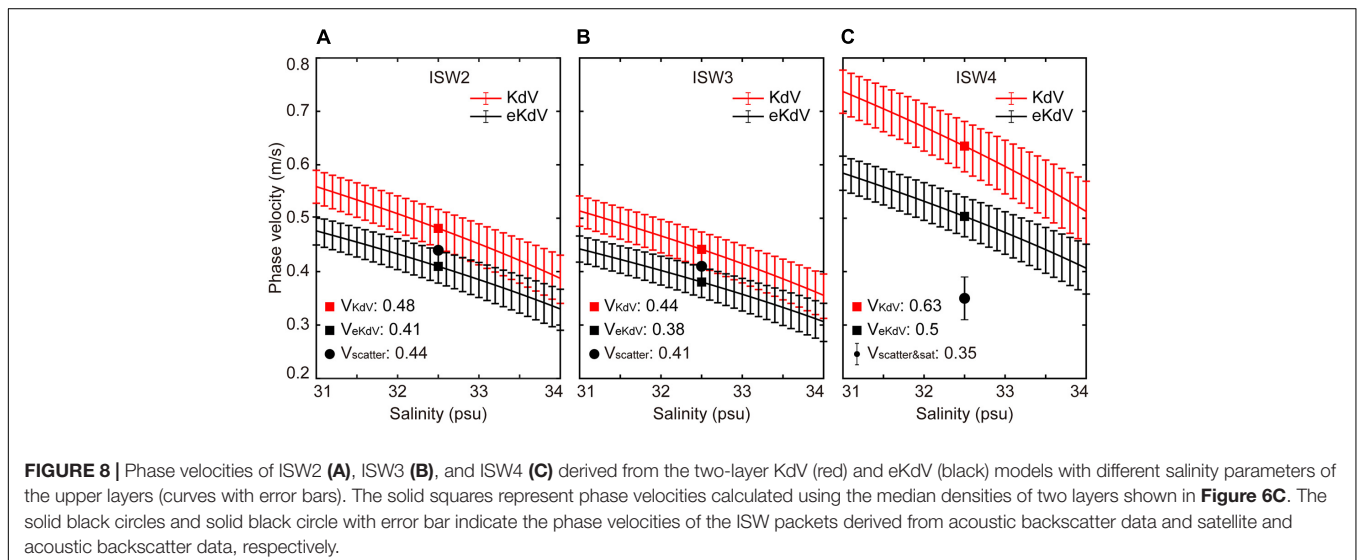 A
B
C
0.8
0.7
0.6
0.5
0.4
0.3
0.2
Phase velocity (m/s)
ISW2
KdV
eKdV
VKdV: 0.48
VeKdV: 0.41
Vscatter: 0.44
31 32 33 34
Salinity (psu)
ISW3
KdV
eKdV
VKdV: 0.44
VeKdV: 0.38
Vscatter: 0.41
31 32 33 34
Salinity (psu)
ISW4
KdV
eKdV
VKdV: 0.63
VeKdV: 0.5
Vscatter&sat: 0.35
31 32 33 34
Salinity (psu)
FIGURE 8 | Phase velocities of ISW2 (A), ISW3 (B), and ISW4 (C) derived from the two-layer KdV (red) and eKdV (black) models with different salinity parameters of
the upper layers (curves with error bars). The solid squares represent phase velocities calculated using the median densities of two layers shown in Figure 6C. The
solid black circles and solid black circle with error bar indicate the phase velocities of the ISW packets derived from acoustic backscatter data and satellite and
acoustic backscatter data, respectively.